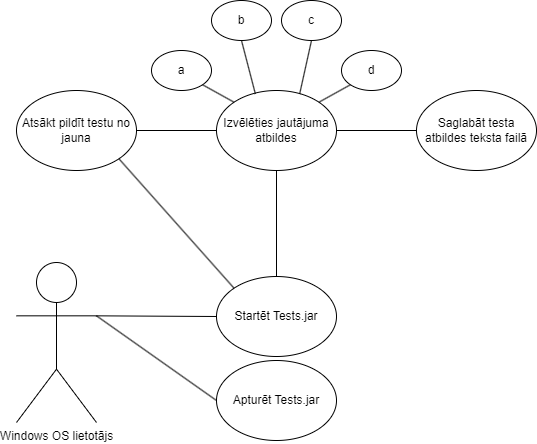 b
c
a
d
Atsākt pildīt testu no
jauna
Izvēlēties jautājuma
atbildes
Saglabāt testa
atbildes teksta failā
Startēt Tests.jar
Apturēt Tests.jar
Windows OS lietotājs